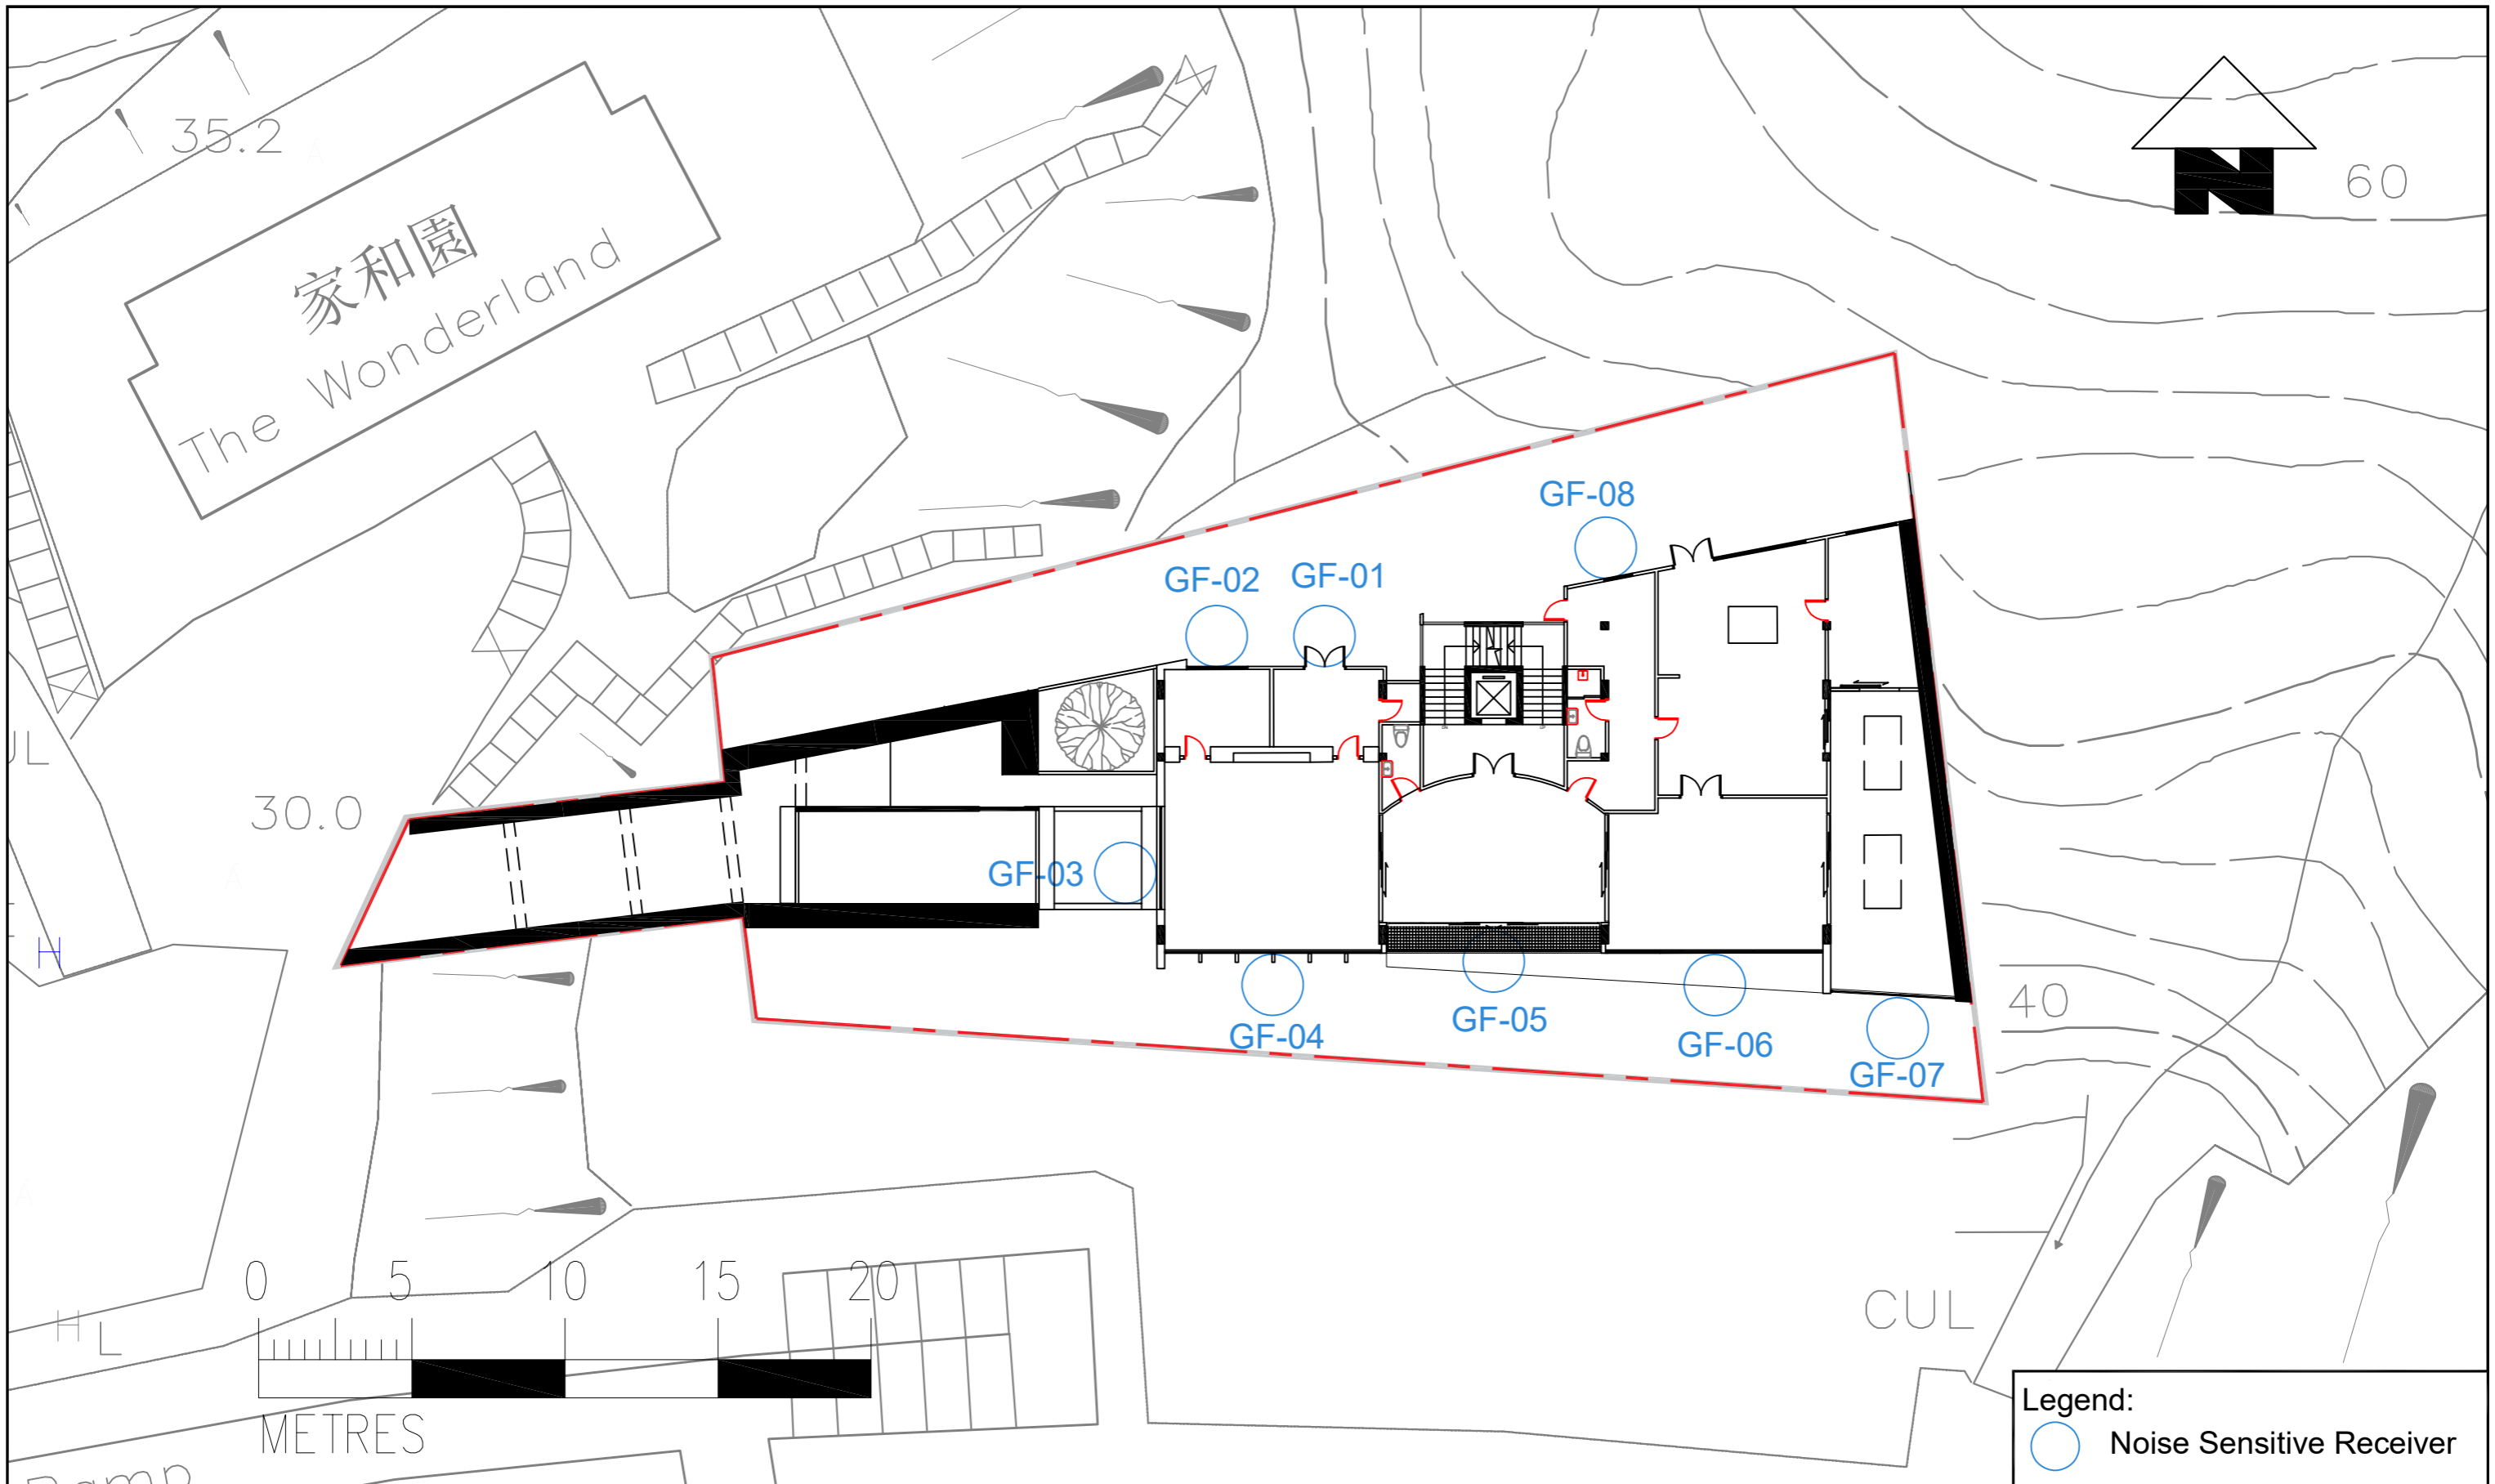 35.2
家和園
The Wonderland
N
60
GF-08
GF-02
GF-01
30.0
GF-03
H
GF-05
GF-04
GF-06
GF-07
40
0 5 10 15 20
METRES
H
L
CUL
Legend:
Noise Sensitive Receiver